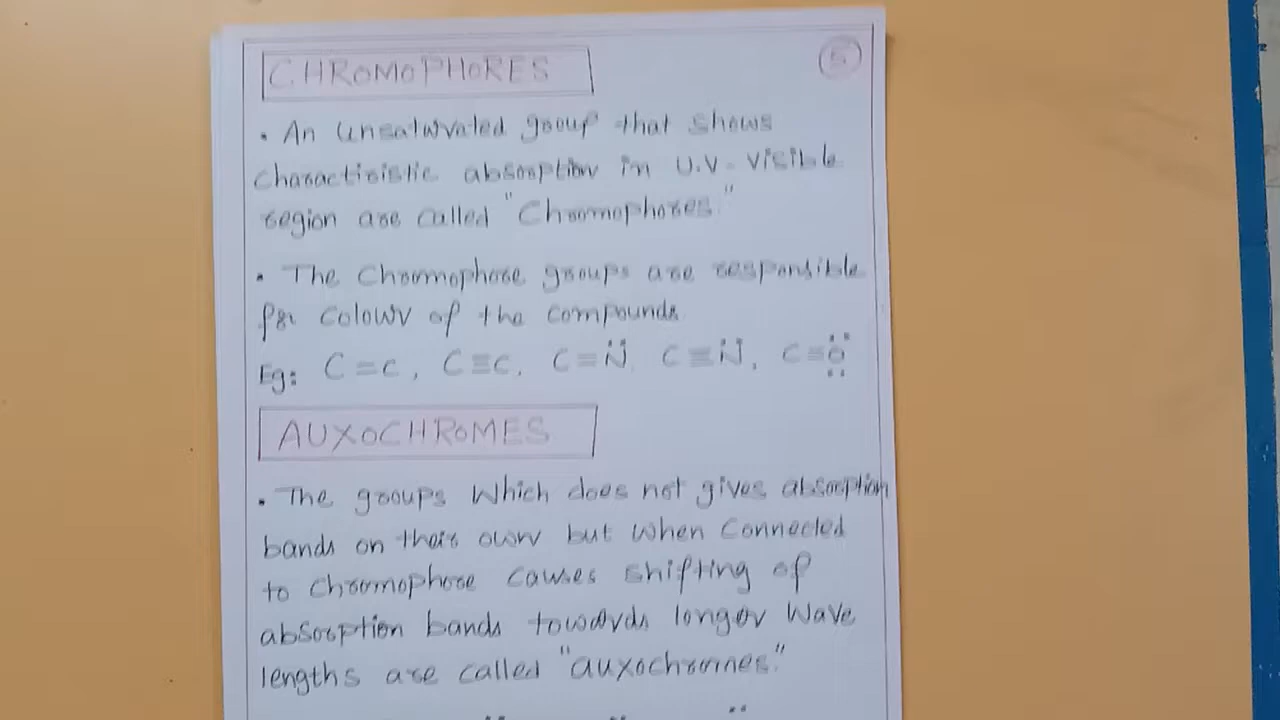 CHROMOPHORES
5
• An unsaturated group that shows
charactiristic absorption in U.V - visible
region are called "Chromophores."
• The Chromophore groups are responsible
for colour of the compounds
Eg: C=C, C≡C, C=N̈, C≡N̈, C=Ö
AUXOCHROMES
• The groups Which does not gives absorption
bands on their own but When Connected
to chromophore causes shifting of
absorption bands towards longer Wave
lengths are called "auxochromes."